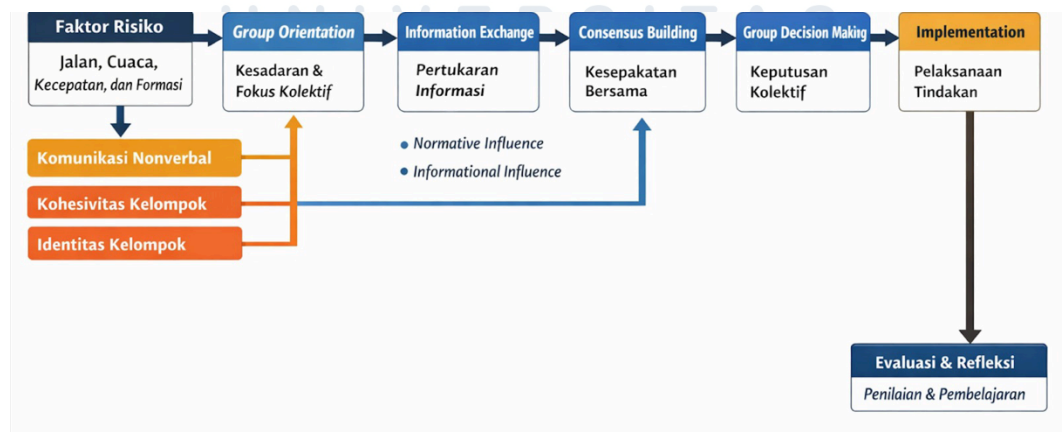 Faktor Risiko
Jalan, Cuaca,
Kecepatan, dan Formasi
Group Orientation
Kesadaran &
Fokus Kolektif
Information Exchange
Pertukaran
Informasi
Consensus Building
Kesepakatan
Bersama
Group Decision Making
Keputusan
Kolektif
Implementation
Pelaksanaan
Tindakan
Komunikasi Nonverbal
Kohesivitas Kelompok
Identitas Kelompok
• Normative Influence
• Informational Influence
Evaluasi & Refleksi
Penilaian & Pembelajaran